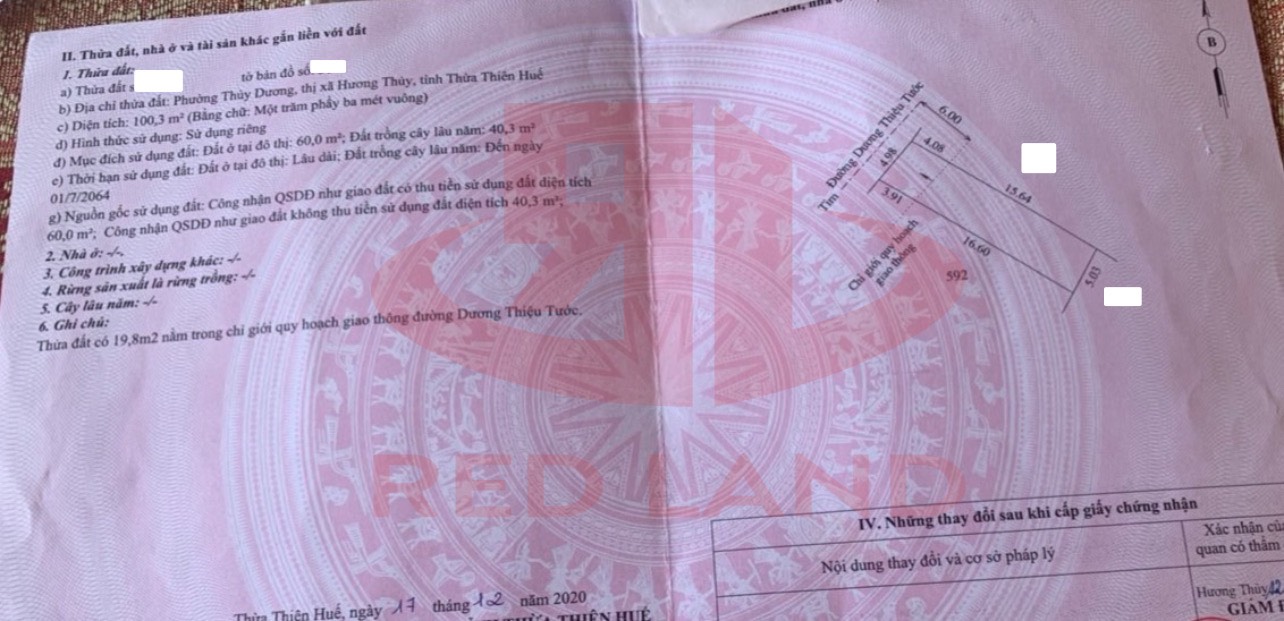 II. Thửa đất, nhà ở và tài sản khác gắn liền với đất
1. Thửa đất:
a) Thửa đất tờ bản đồ số:
b) Địa chỉ thửa đất: Phường Thủy Dương, thị xã Hương Thủy, tỉnh Thừa Thiên Huế
c) Diện tích: 100,3 m² (Bằng chữ: Một trăm phẩy ba mét vuông)
d) Hình thức sử dụng: Sử dụng riêng
đ) Mục đích sử dụng đất: Đất ở tại đô thị: 60,0 m²; Đất trồng cây lâu năm: 40,3 m²
e) Thời hạn sử dụng đất: Đất ở tại đô thị: Lâu dài; Đất trồng cây lâu năm: Đến ngày
01/7/2064
g) Nguồn gốc sử dụng đất: Công nhận QSDĐ như giao đất có thu tiền sử dụng đất diện tích
60,0 m²; Công nhận QSDĐ như giao đất không thu tiền sử dụng đất diện tích 40,3 m²;
2. Nhà ở: -/-.
3. Công trình xây dựng khác: -/-
4. Rừng sản xuất là rừng trồng: -/-
5. Cây lâu năm: -/-
6. Ghi chú:
Thửa đất có 19,8m2 nằm trong chỉ giới quy hoạch giao thông đường Dương Thiệu Tước.
Thừa Thiên Huế, ngày 17 tháng 12 năm 2020
THỪA THIÊN HUẾ
B
Tim Đường Dương Thiệu Tước
6.00
4.98
4.08
3.91
15.64
16.60
5.03
Chỉ giới quy hoạch
giao thông
592
RED LAND
IV. Những thay đổi sau khi cấp giấy chứng nhận
Nội dung thay đổi và cơ sở pháp lý
Xác nhận
quan có thẩm
Hương Thủy
GIÁM